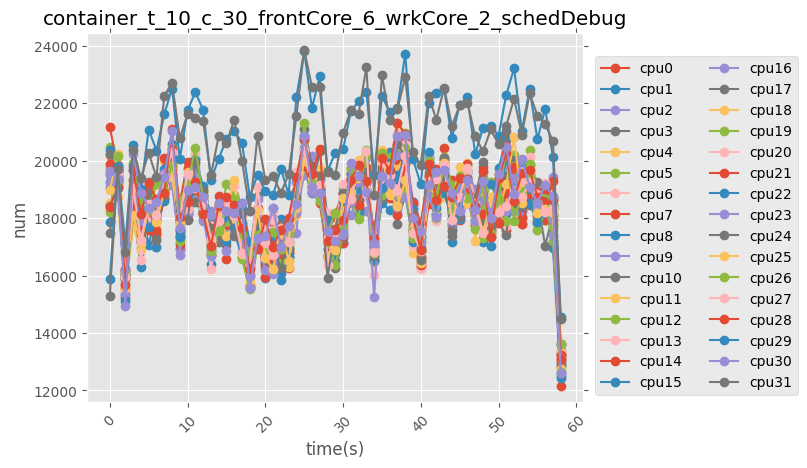 container_t_10_c_30_frontCore_6_wrkCore_2_schedDebug
24000
22000
20000
18000
16000
14000
12000
num
0
10
20
30
40
50
60
time(s)
cpu0
cpu1
cpu2
cpu3
cpu4
cpu5
cpu6
cpu7
cpu8
cpu9
cpu10
cpu11
cpu12
cpu13
cpu14
cpu15
cpu16
cpu17
cpu18
cpu19
cpu20
cpu21
cpu22
cpu23
cpu24
cpu25
cpu26
cpu27
cpu28
cpu29
cpu30
cpu31